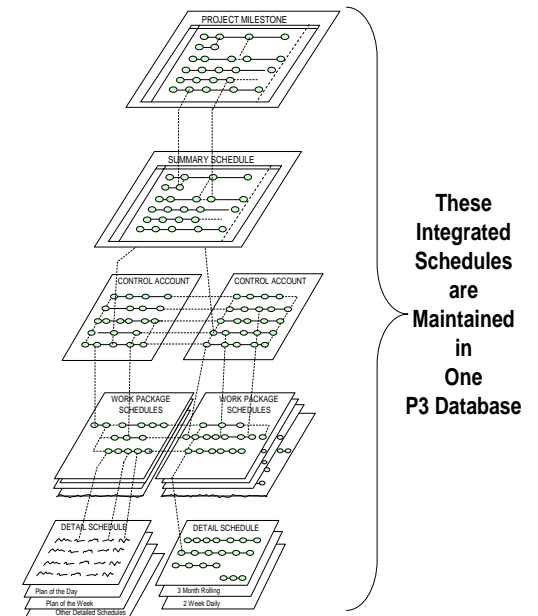 PROJECT MILESTONE
SUMMARY SCHEDULE
CONTROL ACCOUNT
CONTROL ACCOUNT
WORK PACKAGE
SCHEDULES
WORK PACKAGE
SCHEDULES
DETAIL SCHEDULE
Plan of the Day
Plan of the Week
Other Detailed Schedules
DETAIL SCHEDULE
3 Month Rolling
2 Week Daily
These
Integrated
Schedules
are
Maintained
in
One
P3 Database